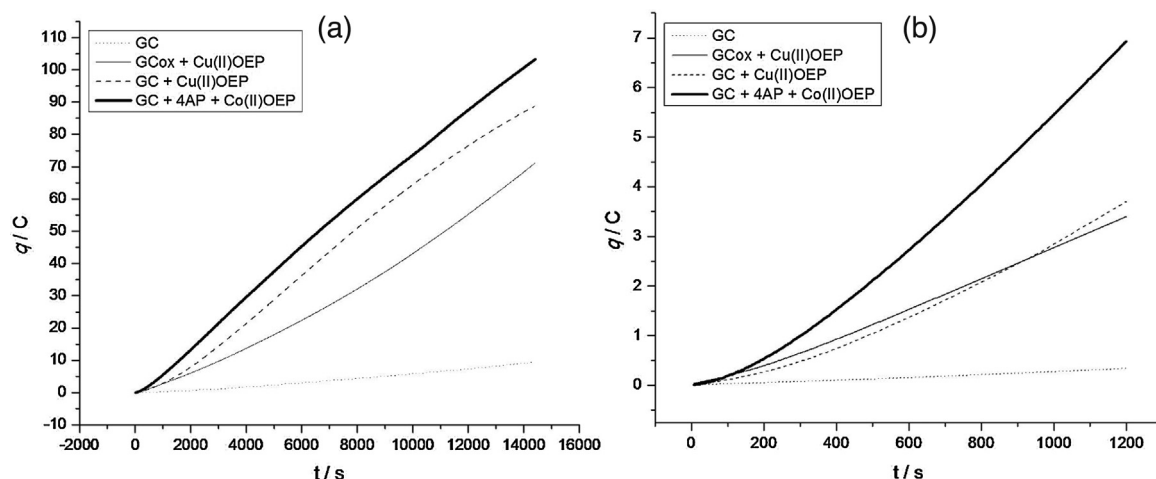 (a)
GC
GCox + Cu(II)OEP
GC + Cu(II)OEP
GC + 4AP + Co(II)OEP
110
100
90
80
70
60
50
40
30
20
10
0
-10
q / C
-2000 0 2000 4000 6000 8000 10000 12000 14000 16000
t / s
(b)
GC
GCox + Cu(II)OEP
GC + Cu(II)OEP
GC + 4AP + Co(II)OEP
7
6
5
4
3
2
1
0
q / C
0 200 400 600 800 1000 1200
t / s